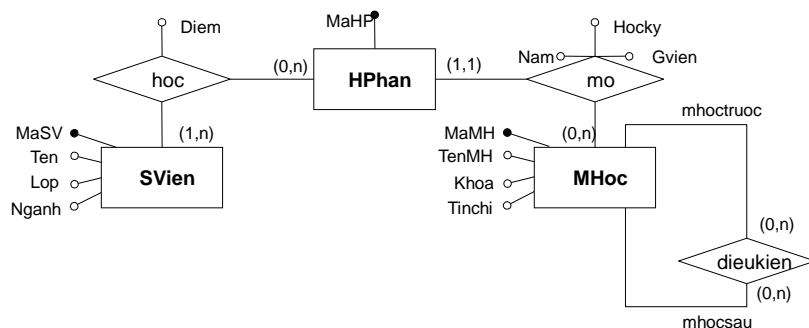 Diem
MaHP
Hocky
(0,n)
HPhan
(1,1)
Nam
Gvien
hoc
mo
mhoctruoc
MaSV
(1,n)
MaMH
(0,n)
Ten
SVien
TenMH
MHoc
Lop
Khoa
Nganh
Tinchi
(0,n)
dieukien
(0,n)
mhocsau